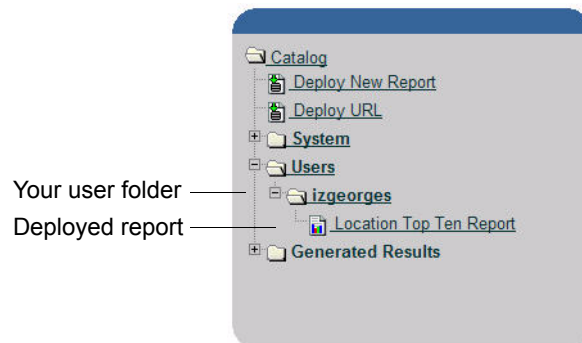 Catalog
Deploy New Report
Deploy URL
System
Users
Your user folder
izgeorges
Deployed report
Location Top Ten Report
Generated Results